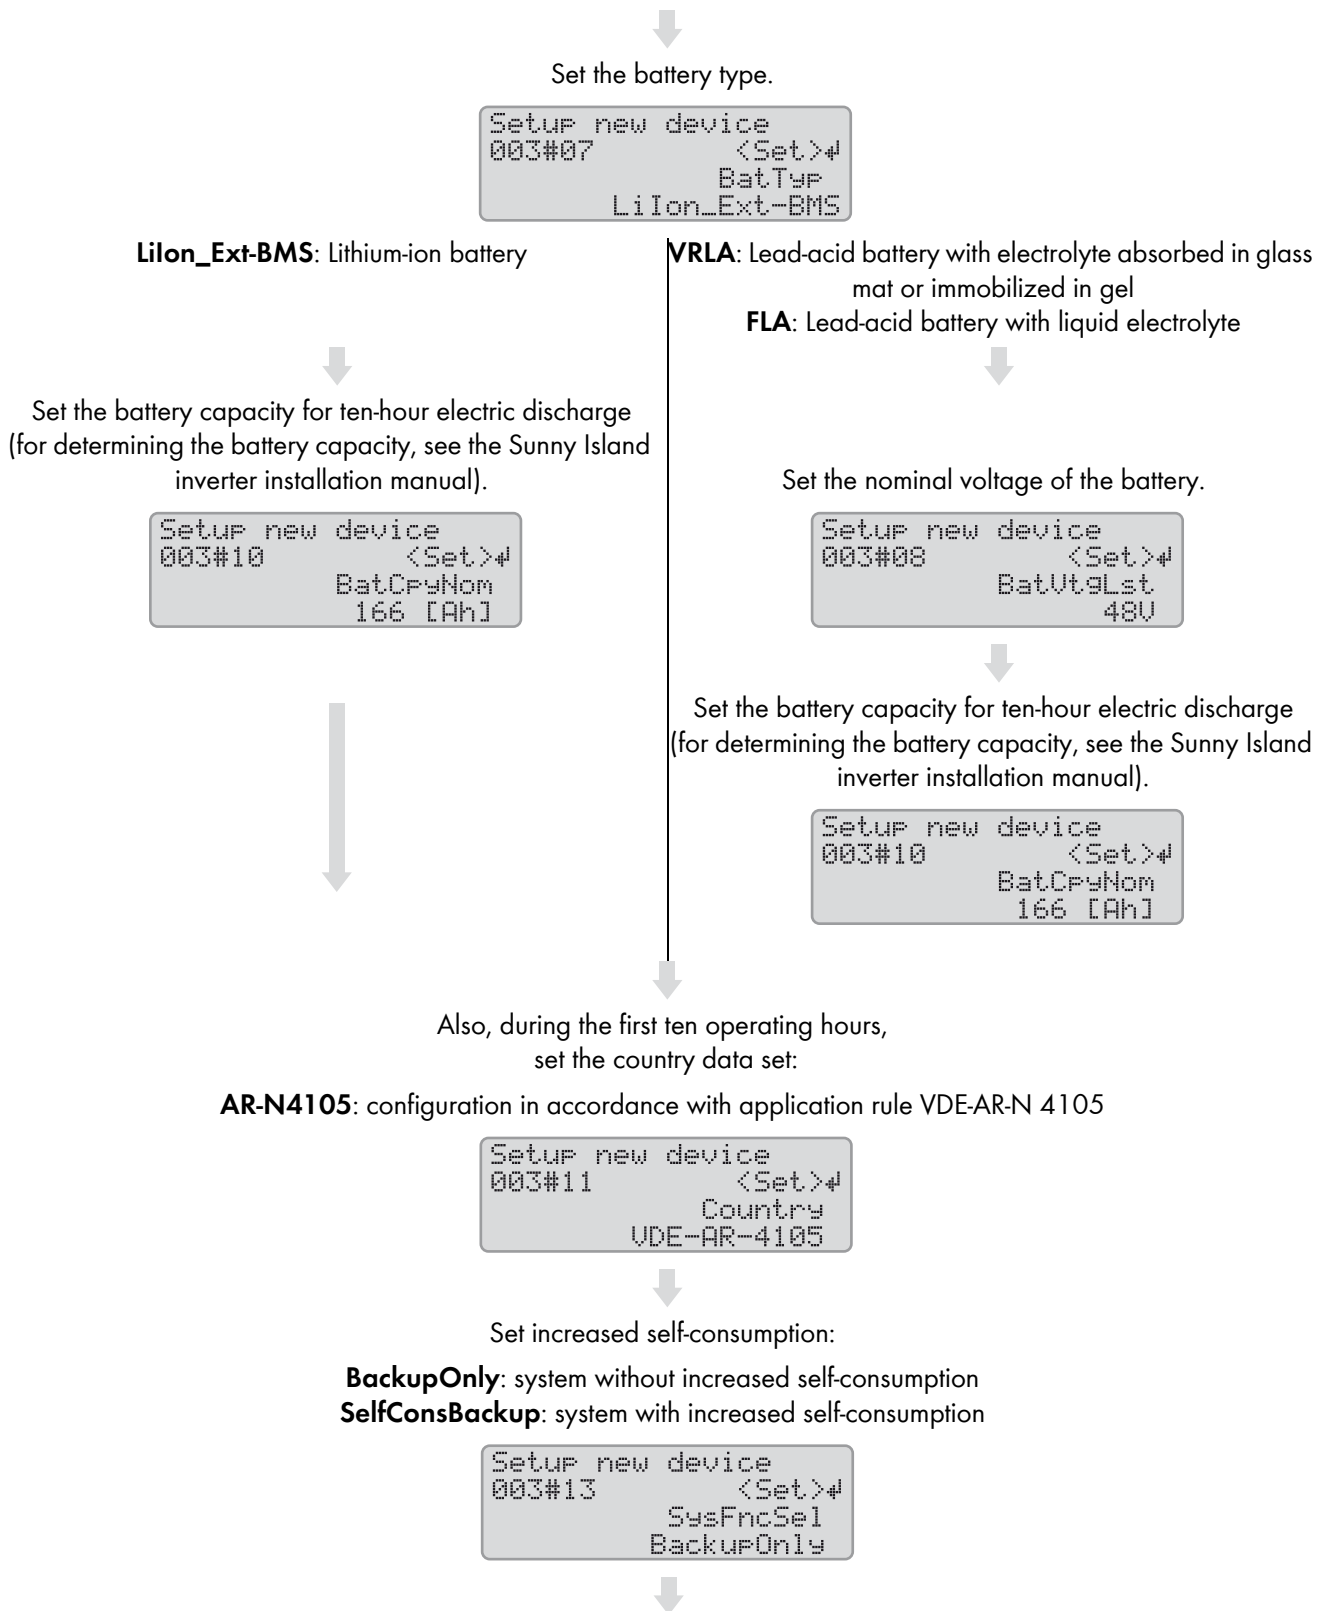 Set the battery type.
Setup new device
003#07 <Set>↵
BatTyp
LiIon_Ext-BMS
LiIon_Ext-BMS: Lithium-ion battery
VRLA: Lead-acid battery with electrolyte absorbed in glass
mat or immobilized in gel
FLA: Lead-acid battery with liquid electrolyte
Set the battery capacity for ten-hour electric discharge
(for determining the battery capacity, see the Sunny Island
inverter installation manual).
Setup new device
003#10 <Set>↵
BatCpyNom
166 [Ah]
Set the nominal voltage of the battery.
Setup new device
003#08 <Set>↵
BatVtgLst
48V
Set the battery capacity for ten-hour electric discharge
(for determining the battery capacity, see the Sunny Island
inverter installation manual).
Setup new device
003#10 <Set>↵
BatCpyNom
166 [Ah]
Also, during the first ten operating hours,
set the country data set:
AR-N4105: configuration in accordance with application rule VDE-AR-N 4105
Setup new device
003#11 <Set>↵
Country
VDE-AR-4105
Set increased self-consumption:
BackupOnly: system without increased self-consumption
SelfConsBackup: system with increased self-consumption
Setup new device
003#13 <Set>↵
SysFncSel
BackupOnly